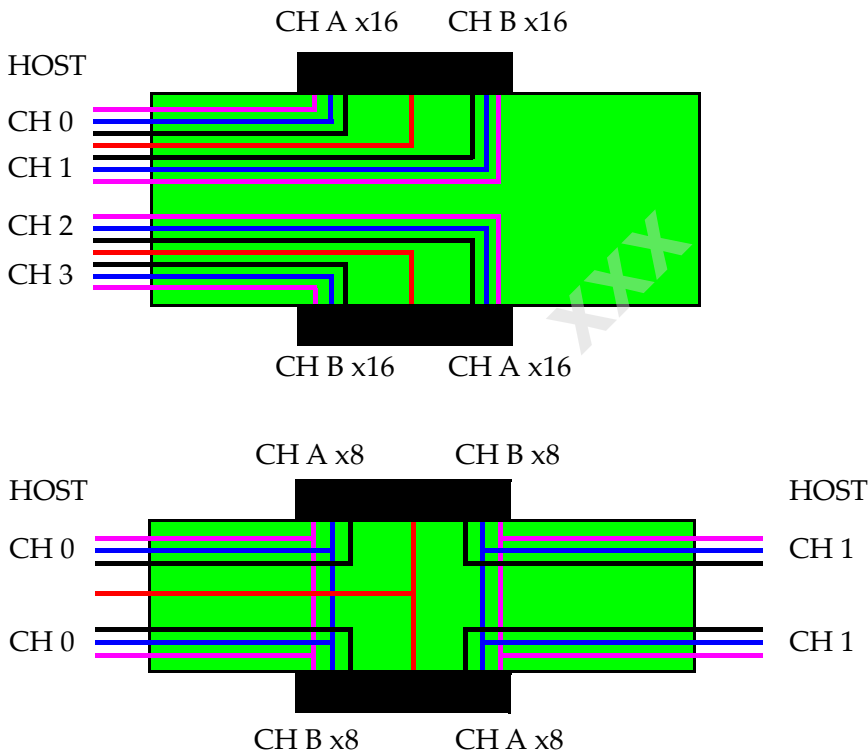 CH A x16 CH B x16
HOST
CH 0
CH 1
CH 2
CH 3
xxx
CH B x16 CH A x16
CH A x8 CH B x8
HOST HOST
CH 0 CH 1
CH 0 CH 1
CH B x8 CH A x8